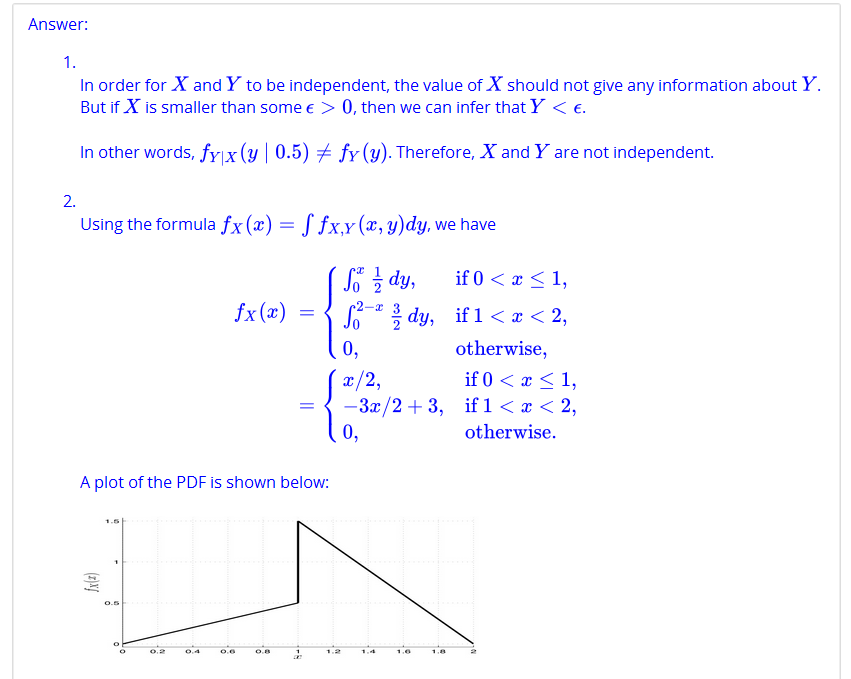 Answer:
1.
In order for X and Y to be independent, the value of X should not give any information about Y.
But if X is smaller than some ϵ > 0, then we can infer that Y < ϵ.
In other words, f_{Y|X}(y | 0.5) ≠ f_Y(y). Therefore, X and Y are not independent.
2.
Using the formula f_X(x) = ∫ f_{X,Y}(x, y)dy, we have
f_X(x) = { ∫_0^x 1/2 dy, if 0 < x ≤ 1,
∫_0^{2−x} 3/2 dy, if 1 < x < 2,
0, otherwise,
= { x/2, if 0 < x ≤ 1,
−3x/2 + 3, if 1 < x < 2,
0, otherwise.
A plot of the PDF is shown below:
1.5
1
f_X(x)
0.5
0
0 0.2 0.4 0.6 0.8 1 1.2 1.4 1.6 1.8 2
x